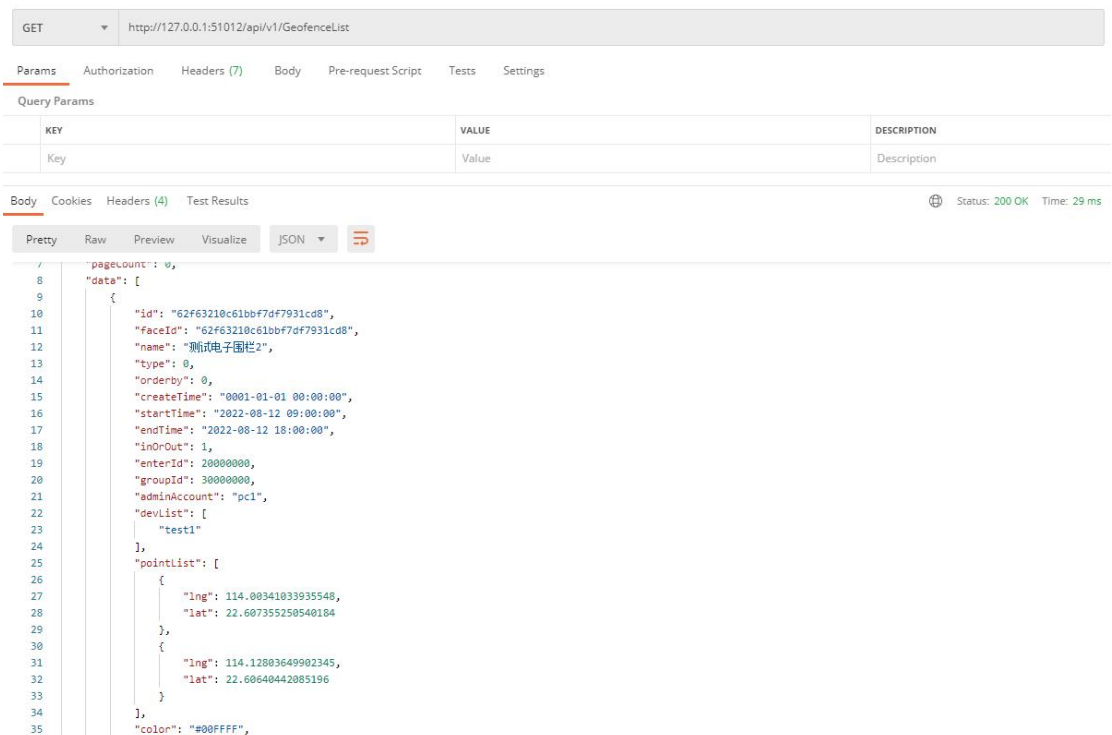 GET http://127.0.0.1:51012/api/v1/GeofenceList
Params Authorization Headers (7) Body Pre-request Script Tests Settings
Query Params
KEY VALUE DESCRIPTION
Key Value Description
Body Cookies Headers (4) Test Results Status: 200 OK Time: 29 ms
Pretty Raw Preview Visualize JSON
7 "pageCount": 0,
8 "data": [
9 {
10 "id": "62f63210c61bbf7df7931cd8",
11 "faceId": "62f63210c61bbf7df7931cd8",
12 "name": "测试电子围栏2",
13 "type": 0,
14 "orderby": 0,
15 "createTime": "0001-01-01 00:00:00",
16 "startTime": "2022-08-12 09:00:00",
17 "endTime": "2022-08-12 18:00:00",
18 "inOrOut": 1,
19 "enterId": 20000000,
20 "groupId": 30000000,
21 "adminAccount": "pc1",
22 "devList": [
23 "test1"
24 ],
25 "pointList": [
26 {
27 "lng": 114.00341033935548,
28 "lat": 22.607355250540184
29 },
30 {
31 "lng": 114.12803649902345,
32 "lat": 22.60640442085196
33 }
34 ],
35 "color": "#00FFFF",